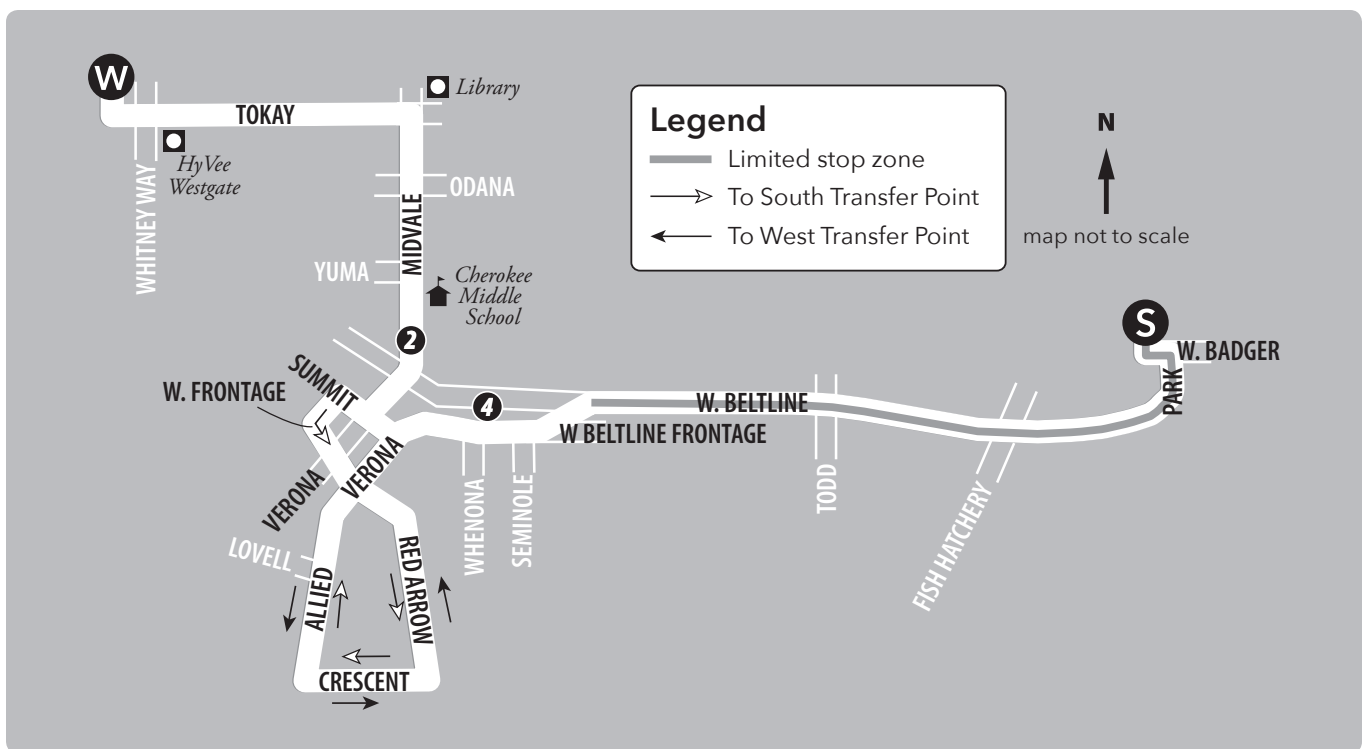 W
TOKAY
Library
HyVee
Westgate
WHITNEY WAY
ODANA
MIDVALE
YUMA
Cherokee
Middle
School
Legend
Limited stop zone
To South Transfer Point
To West Transfer Point
N
map not to scale
S
W. BADGER
PARK
2
SUMMIT
W. FRONTAGE
4
W. BELTLINE
W BELTLINE FRONTAGE
VERONA
VERONA
WHENONA
SEMINOLE
TODD
FISH HATCHERY
LOVELL
ALLIED
RED ARROW
CRESCENT